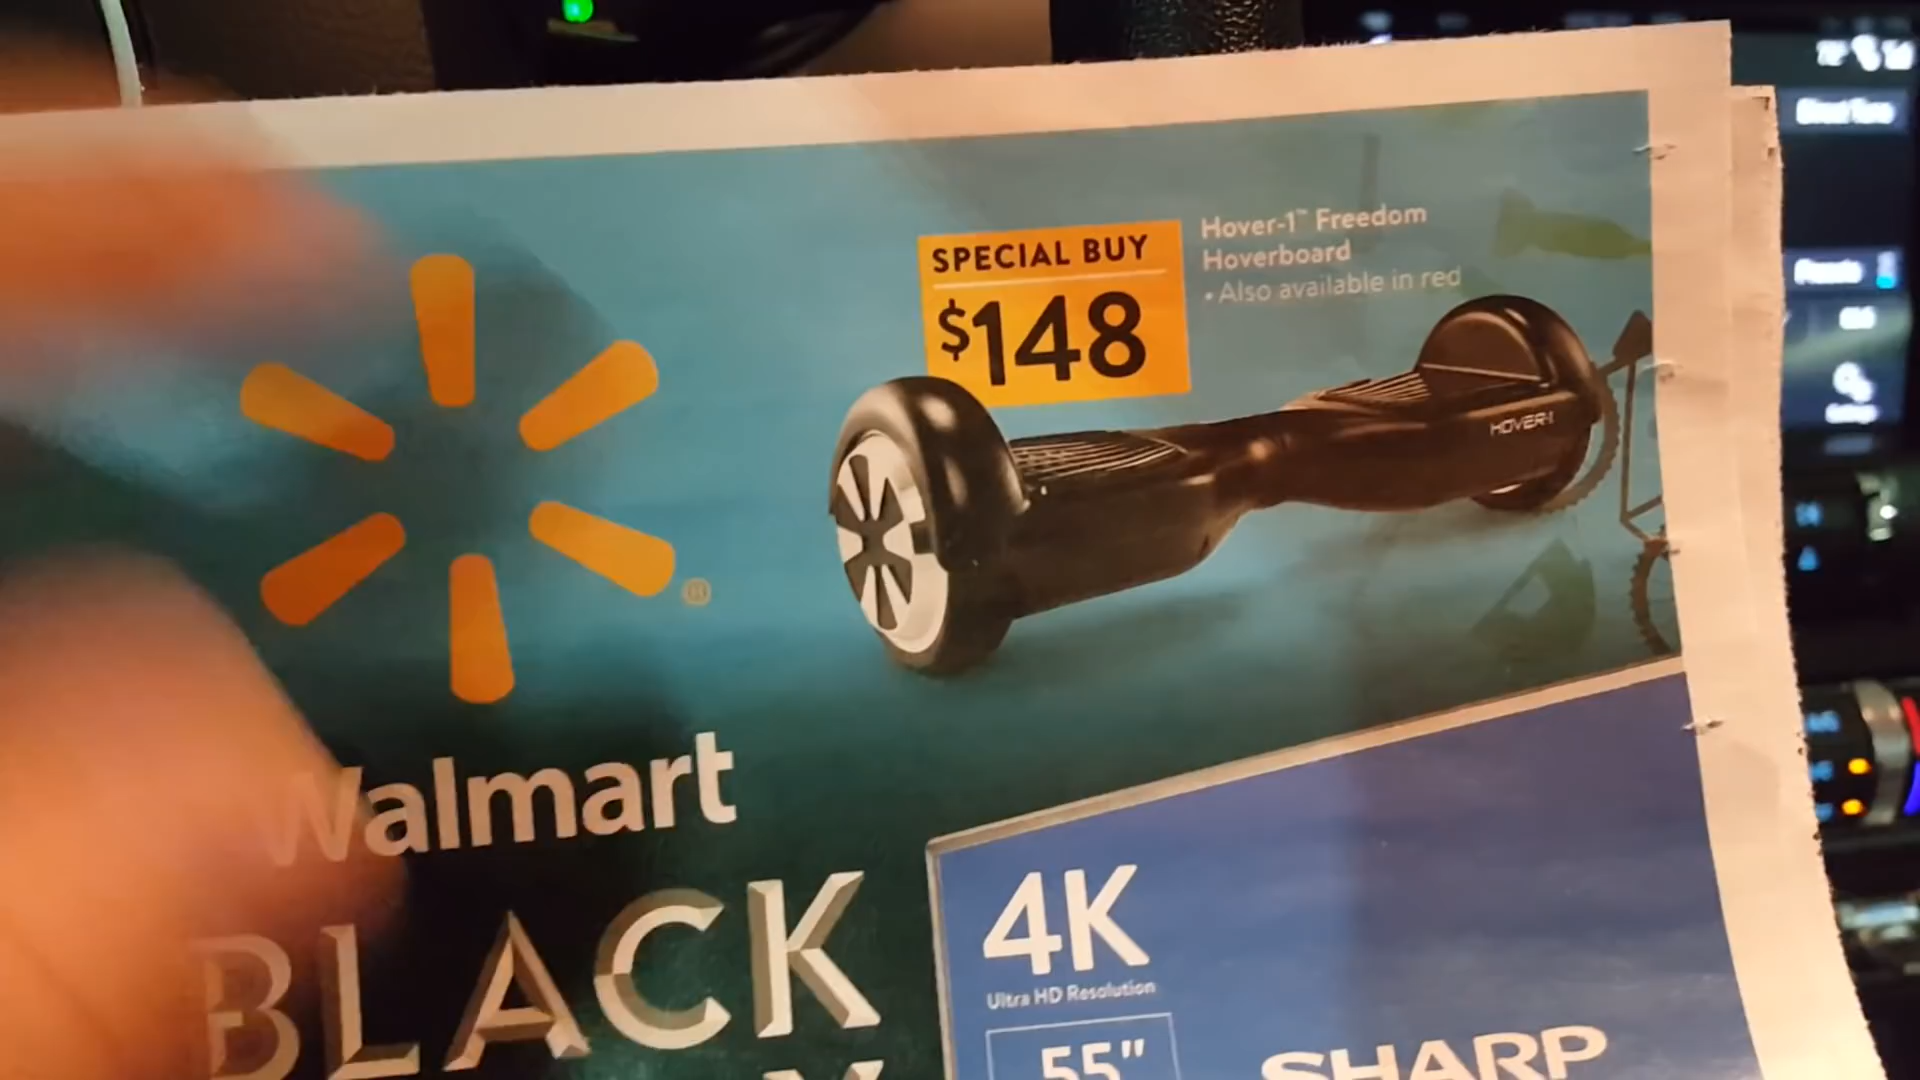 SPECIAL BUY
$148
Hover-1™ Freedom
Hoverboard
• Also available in red
HOVER-1
®
Walmart
BLACK
4K
Ultra HD Resolution
55"
SHARP